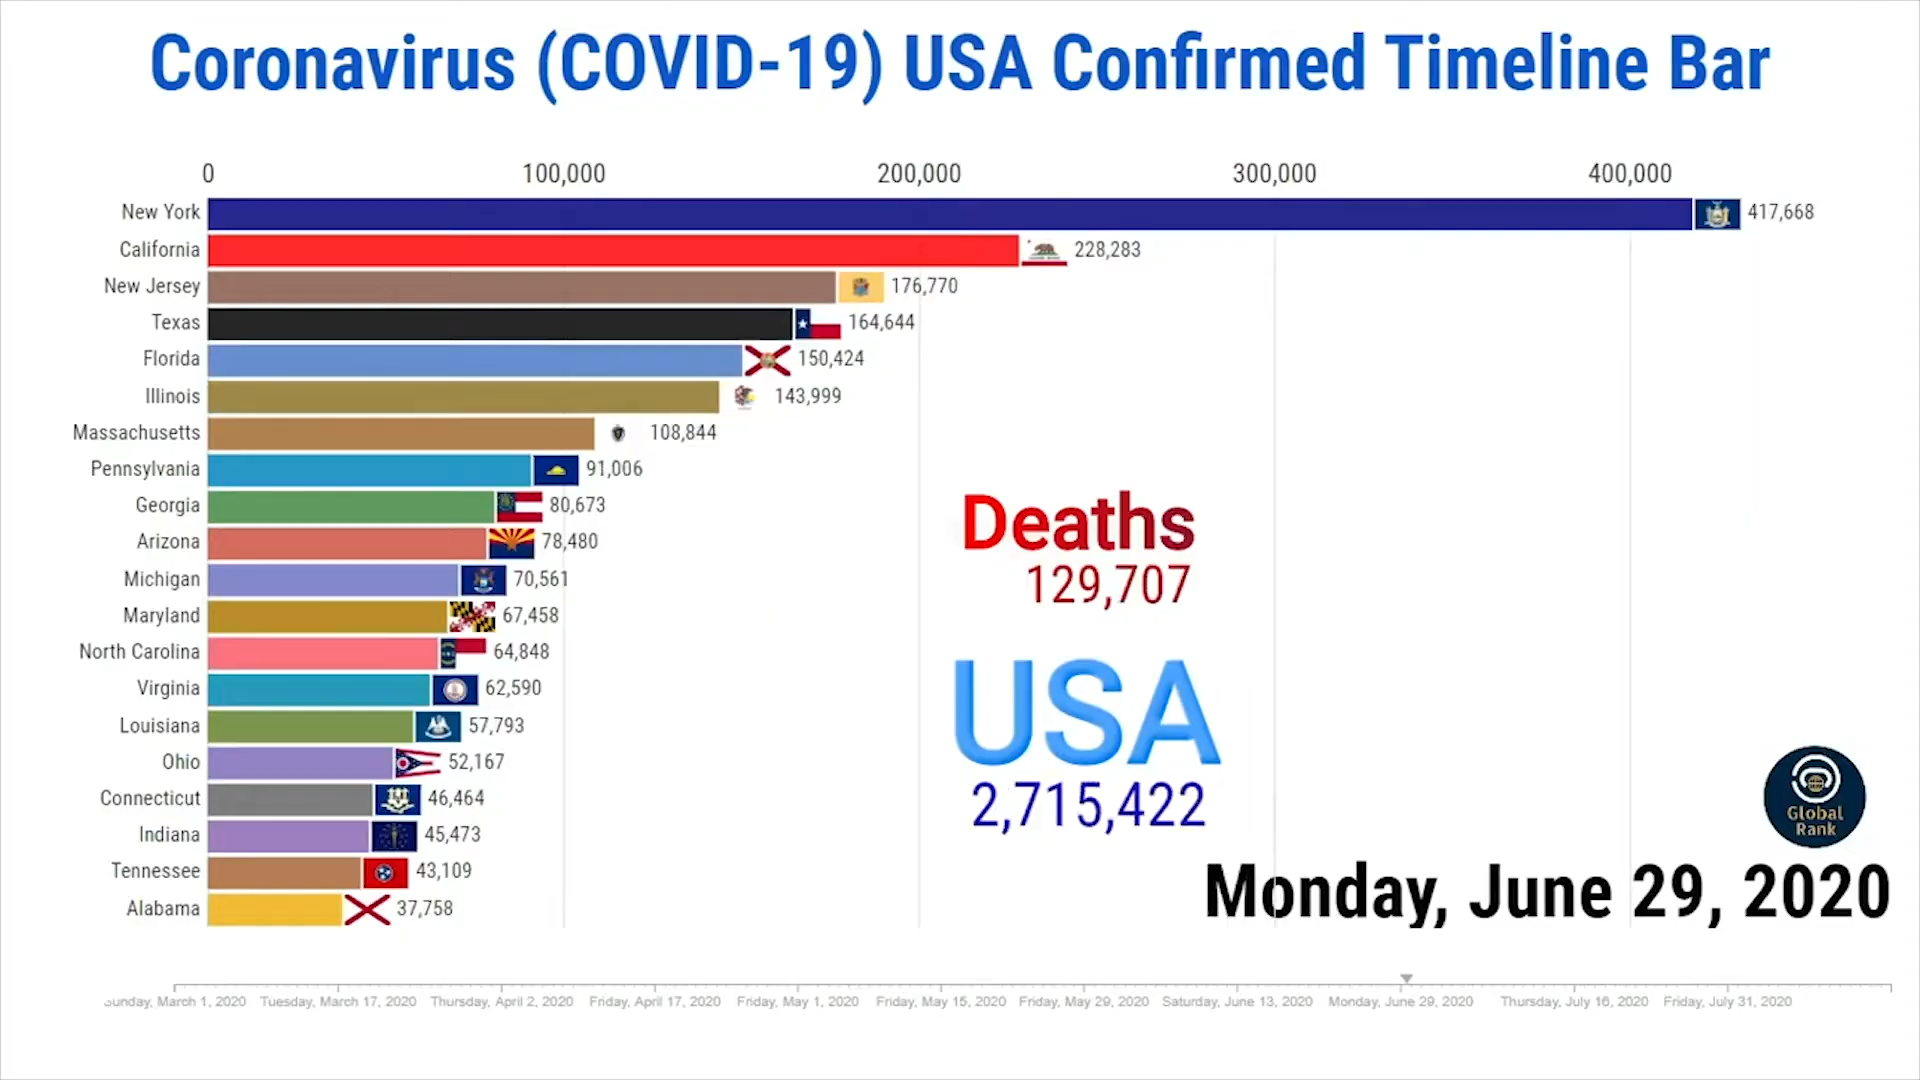 Coronavirus (COVID-19) USA Confirmed Timeline Bar
0 100,000 200,000 300,000 400,000
New York 417,668
California 228,283
New Jersey 176,770
Texas 164,644
Florida 150,424
Illinois 143,999
Massachusetts 108,844
Pennsylvania 91,006
Georgia 80,673
Arizona 78,480
Michigan 70,561
Maryland 67,458
North Carolina 64,848
Virginia 62,590
Louisiana 57,793
Ohio 52,167
Connecticut 46,464
Indiana 45,473
Tennessee 43,109
Alabama 37,758
Deaths
129,707
USA
2,715,422
Global
Rank
Monday, June 29, 2020
March 1, 2020 Tuesday, March 17, 2020 Thursday, April 2, 2020 Friday, April 17, 2020 Friday, May 1, 2020 Friday, May 15, 2020 Friday, May 29, 2020 Saturday, June 13, 2020 Monday, June 29, 2020 Thursday, July 16, 2020 Friday, July 31, 2020